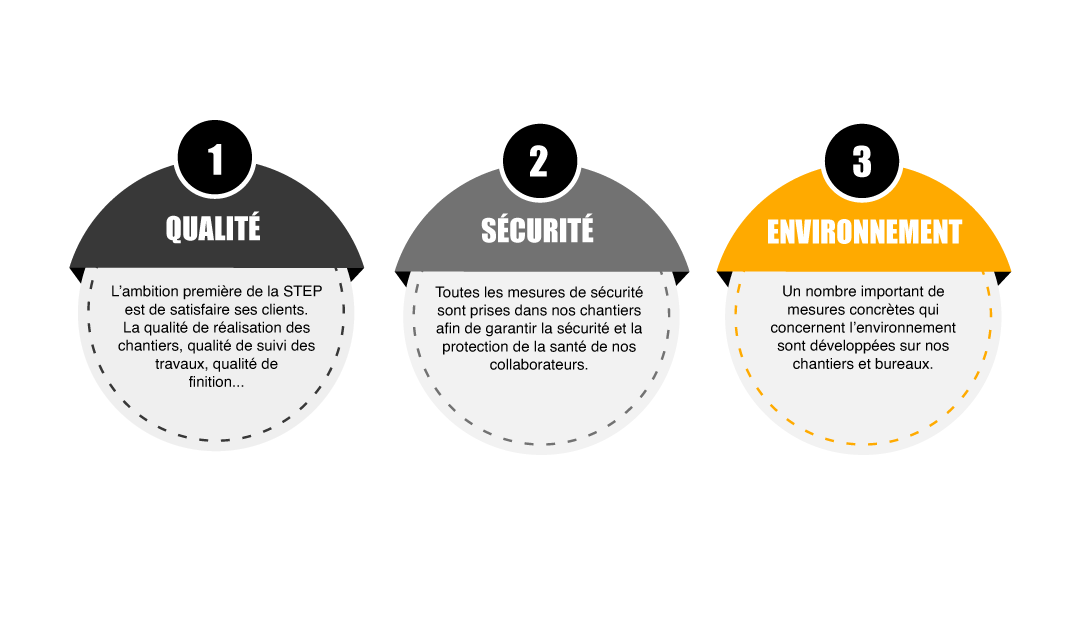 1
QUALITÉ
L'ambition première de la STEP
est de satisfaire ses clients.
La qualité de réalisation des
chantiers, qualité de suivi des
travaux, qualité de
finition...
2
SÉCURITÉ
Toutes les mesures de sécurité
sont prises dans nos chantiers
afin de garantir la sécurité et la
protection de la santé de nos
collaborateurs.
3
ENVIRONNEMENT
Un nombre important de
mesures concrètes qui
concernent l'environnement
sont développées sur nos
chantiers et bureaux.